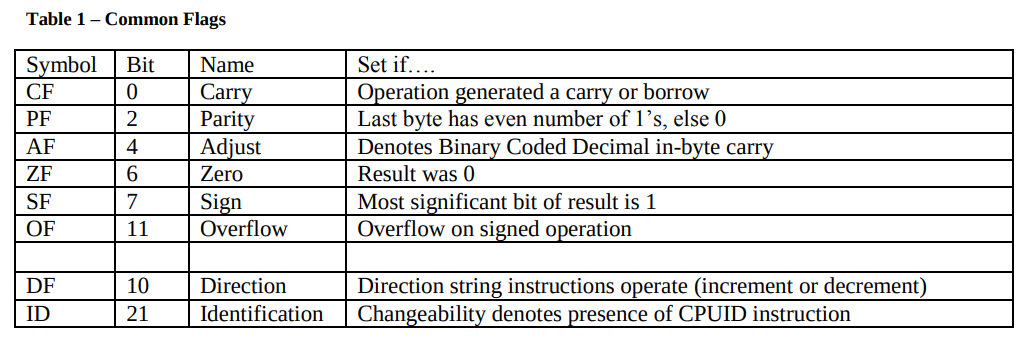 Table 1 – Common Flags
Symbol Bit Name Set if….
CF 0 Carry Operation generated a carry or borrow
PF 2 Parity Last byte has even number of 1’s, else 0
AF 4 Adjust Denotes Binary Coded Decimal in-byte carry
ZF 6 Zero Result was 0
SF 7 Sign Most significant bit of result is 1
OF 11 Overflow Overflow on signed operation
DF 10 Direction Direction string instructions operate (increment or decrement)
ID 21 Identification Changeability denotes presence of CPUID instruction